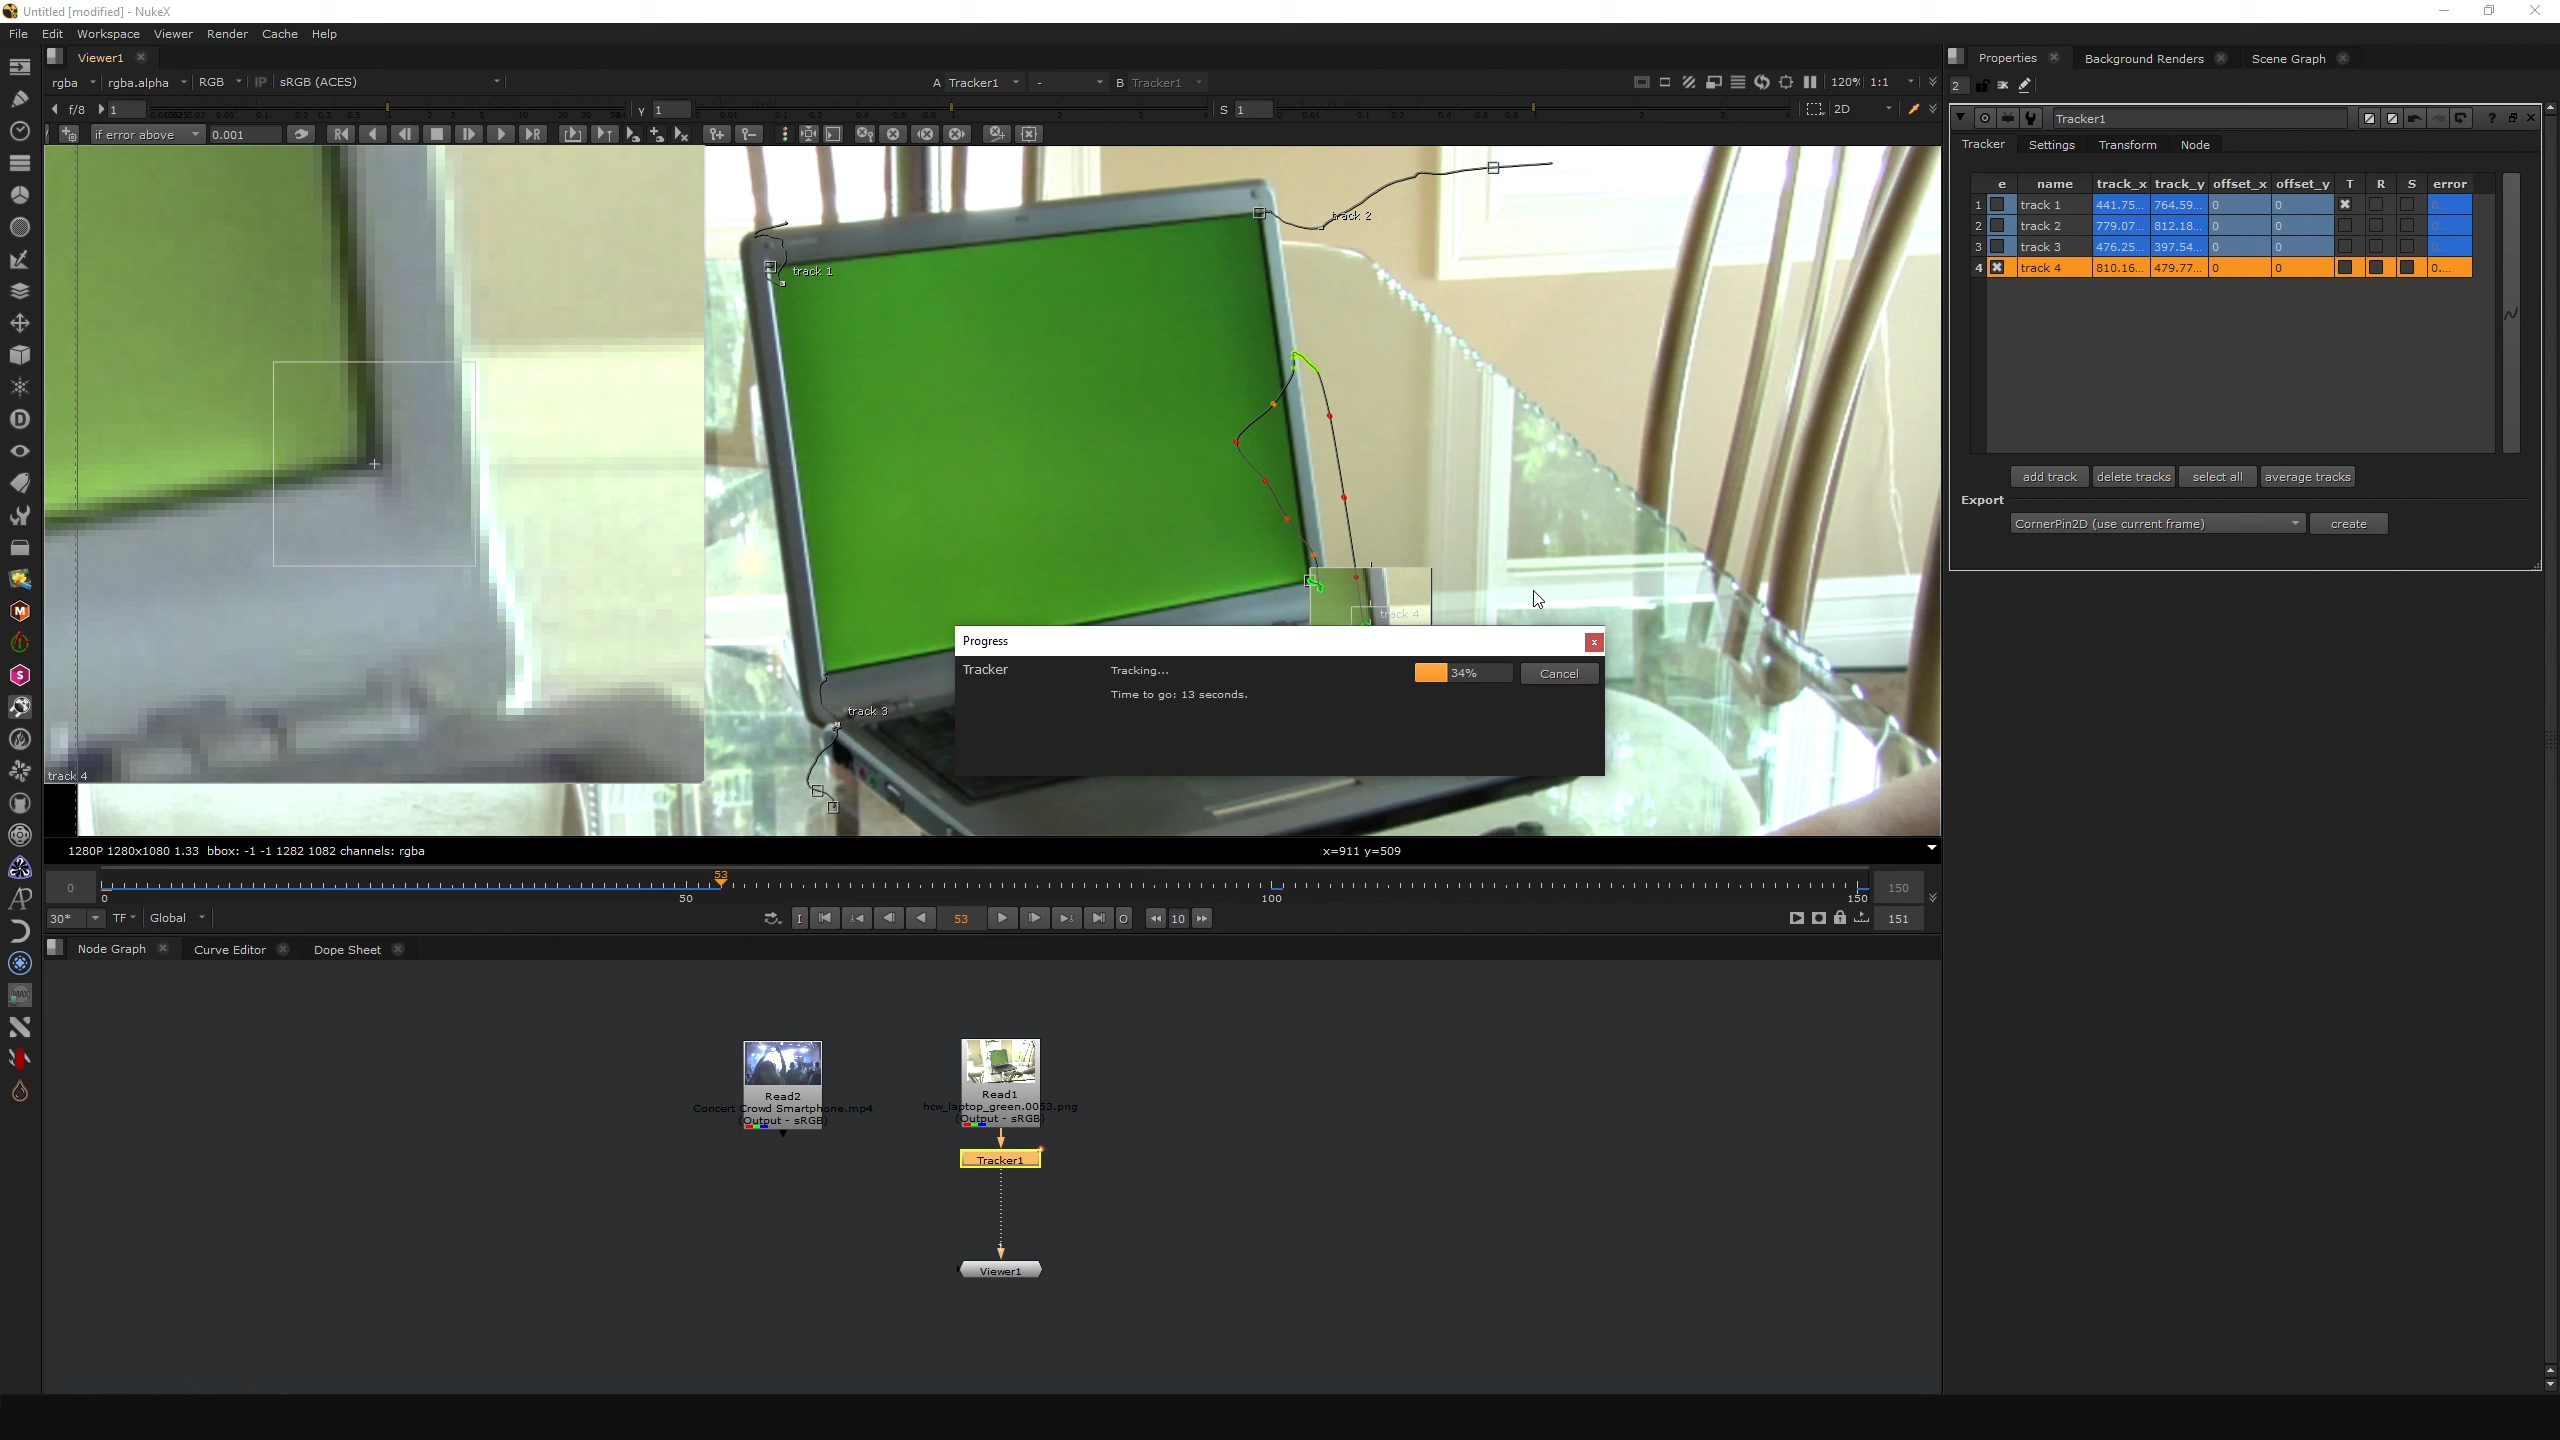 Untitled [modified] - NukeX
File Edit Workspace Viewer Render Cache Help
Viewer1
Properties Background Renders Scene Graph
rgba rgba.alpha RGB IP sRGB (ACES) A Tracker1 - B Tracker1 120% 1:1
2
f/8 1 Y 1 S 1 2D
if error above 0.001
Tracker1
Tracker Settings Transform Node
e name track_x track_y offset_x offset_y T R S error
1 track 1 441.75... 764.59... 0 0 0...
2 track 2 779.07... 812.18... 0 0 0...
3 track 3 476.25... 397.54... 0 0 0...
4 track 4 810.16... 479.77... 0 0 0...
add track delete tracks select all average tracks
Export
CornerPin2D (use current frame) create
track 2
track 1
track 4
track 3
track 4
Progress
Tracker Tracking... 34% Cancel
Time to go: 13 seconds.
1280P 1280x1080 1.33 bbox: -1 -1 1282 1082 channels: rgba x=911 y=509
53
0 150
0 50 100 150
30* TF Global I 53 O 10 151
Node Graph Curve Editor Dope Sheet
Read2
Concert Crowd Smartphone.mp4
(Output - sRGB)
Read1
hcw_laptop_green.0053.png
(Output - sRGB)
Tracker1
1
Viewer1